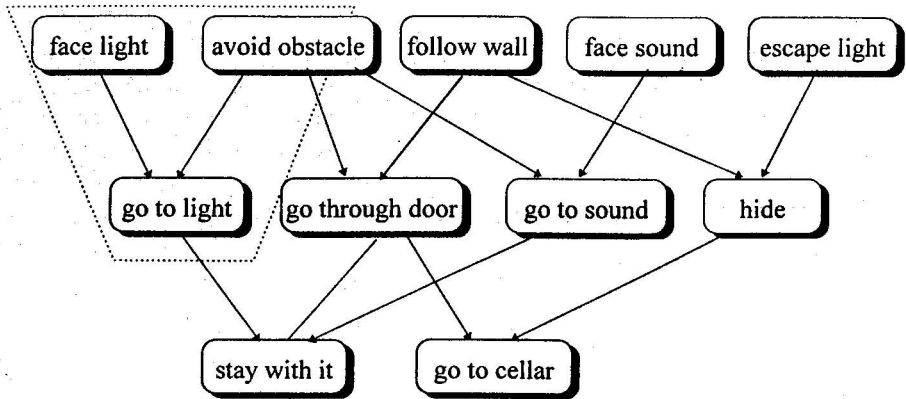 face light
avoid obstacle
follow wall
face sound
escape light
go to light
go through door
go to sound
hide
stay with it
go to cellar